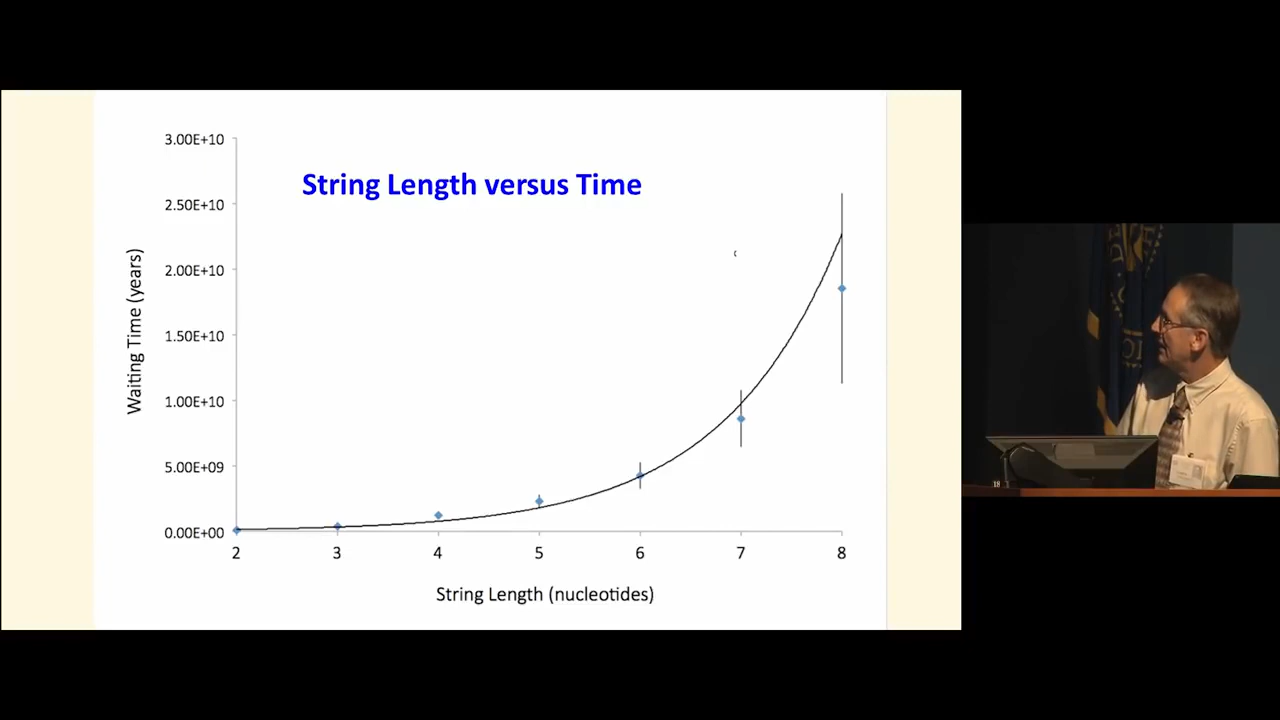 String Length versus Time
Waiting Time (years)
3.00E+10
2.50E+10
2.00E+10
1.50E+10
1.00E+10
5.00E+09
0.00E+00
2 3 4 5 6 7 8
String Length (nucleotides)
18